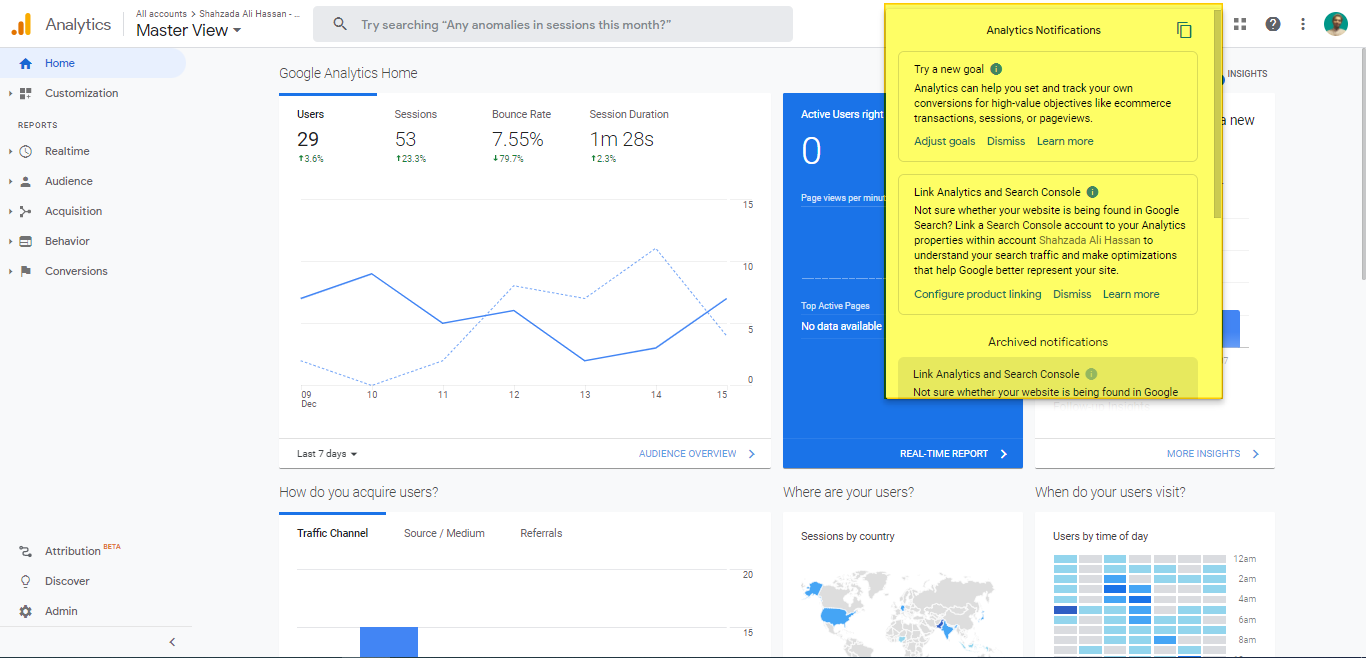 Analytics
All accounts > Shahzada Ali Hassan - ...
Master View
Try searching “Any anomalies in sessions this month?”
Home
Customization
REPORTS
Realtime
Audience
Acquisition
Behavior
Conversions
Attribution BETA
Discover
Admin
Google Analytics Home
INSIGHTS
Users
29
3.6%
Sessions
53
23.3%
Bounce Rate
7.55%
79.7%
Session Duration
1m 28s
2.3%
15
10
5
0
09 10 11 12 13 14 15
Dec
Last 7 days
AUDIENCE OVERVIEW
Active Users right
0
Page views per minut
Top Active Pages
No data available
REAL-TIME REPORT
Analytics Notifications
Try a new goal
Analytics can help you set and track your own
conversions for high-value objectives like ecommerce
transactions, sessions, or pageviews.
Adjust goals Dismiss Learn more
Link Analytics and Search Console
Not sure whether your website is being found in Google
Search? Link a Search Console account to your Analytics
properties within account Shahzada Ali Hassan to
understand your search traffic and make optimizations
that help Google better represent your site.
Configure product linking Dismiss Learn more
Archived notifications
Link Analytics and Search Console
Not sure whether your website is being found in Google
a new
7
MORE INSIGHTS
How do you acquire users?
Traffic Channel Source / Medium Referrals
20
15
Where are your users?
Sessions by country
When do your users visit?
Users by time of day
12am
2am
4am
6am
8am